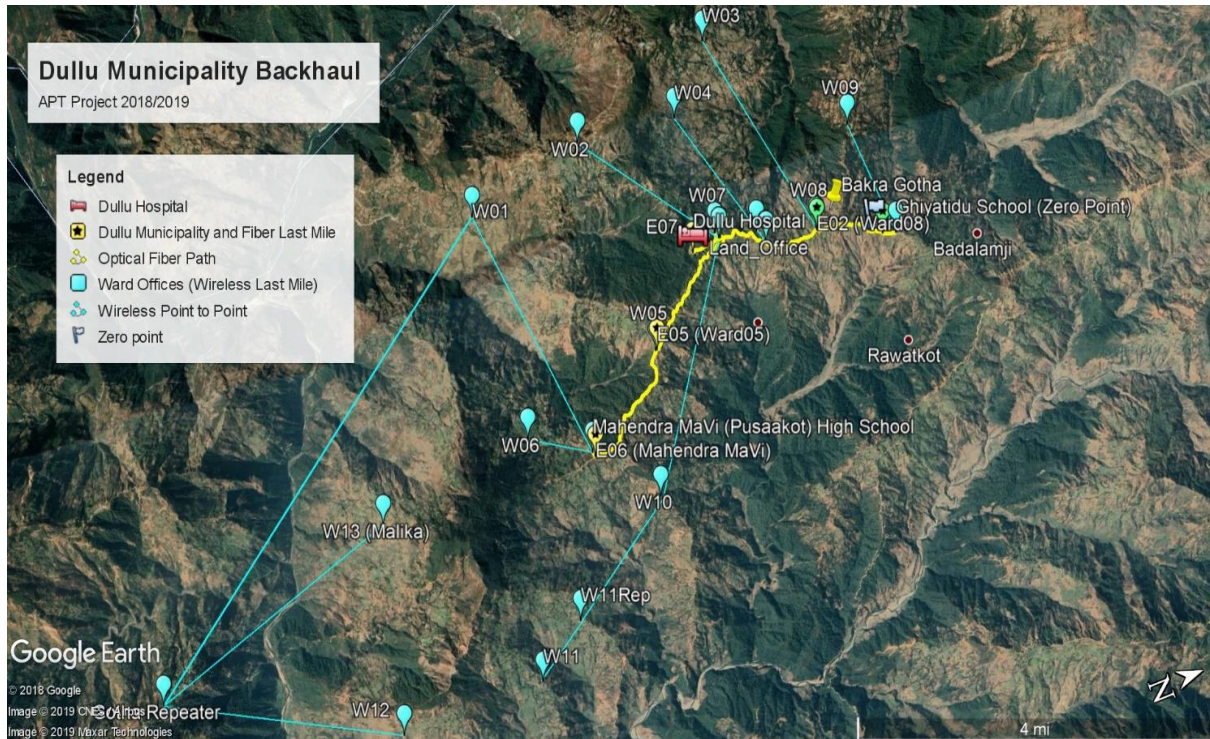 Dullu Municipality Backhaul
APT Project 2018/2019
Legend
Dullu Hospital
Dullu Municipality and Fiber Last Mile
Optical Fiber Path
Ward Offices (Wireless Last Mile)
Wireless Point to Point
Zero point
W03
W04
W09
W02
W01
W07
W08
Bakra Gotha
Ghiyatidu School (Zero Point)
E07
Dullu Hospital
E02 (Ward08)
Land_Office
Badalamji
W05
E05 (Ward05)
Rawatkot
Mahendra MaVi (Pusaakot) High School
W06
E06 (Mahendra MaVi)
W10
W13 (Malika)
W11Rep
W11
Google Earth
© 2018 Google
Image © 2019
Repeater
W12
Image © 2019 Maxar Technologies
4 mi
N